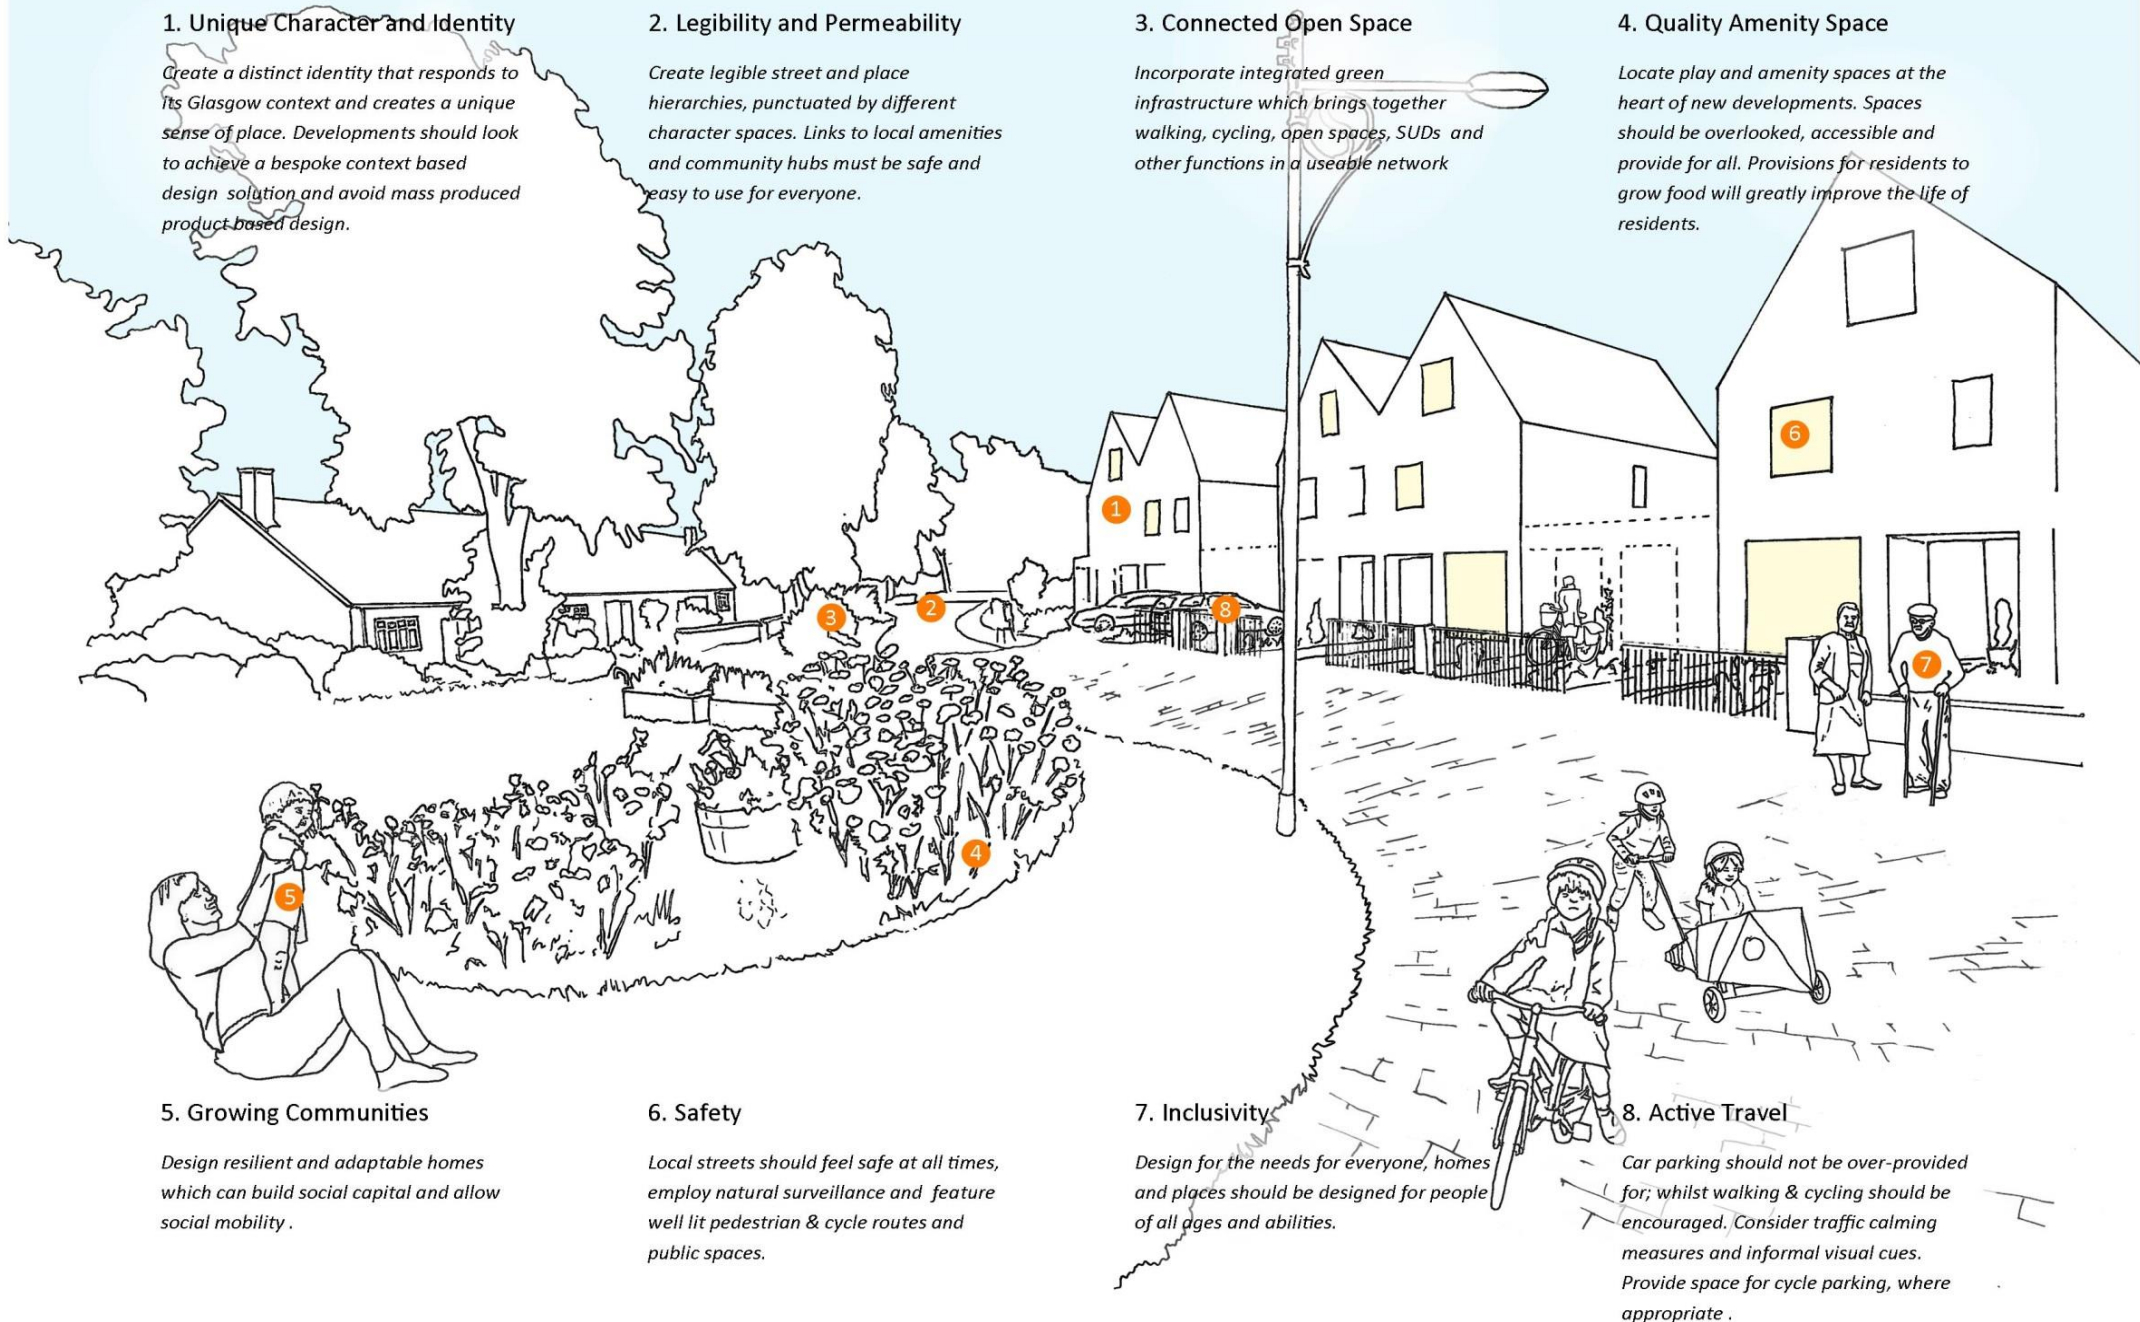 1. Unique Character and Identity
Create a distinct identity that responds to
its Glasgow context and creates a unique
sense of place. Developments should look
to achieve a bespoke context based
design solution and avoid mass produced
product based design.
2. Legibility and Permeability
Create legible street and place
hierarchies, punctuated by different
character spaces. Links to local amenities
and community hubs must be safe and
easy to use for everyone.
3. Connected Open Space
Incorporate integrated green
infrastructure which brings together
walking, cycling, open spaces, SUDs and
other functions in a useable network
4. Quality Amenity Space
Locate play and amenity spaces at the
heart of new developments. Spaces
should be overlooked, accessible and
provide for all. Provisions for residents to
grow food will greatly improve the life of
residents.
6
1
8
2
3
7
4
5
5. Growing Communities
Design resilient and adaptable homes
which can build social capital and allow
social mobility .
6. Safety
Local streets should feel safe at all times,
employ natural surveillance and feature
well lit pedestrian & cycle routes and
public spaces.
7. Inclusivity
Design for the needs for everyone, homes
and places should be designed for people
of all ages and abilities.
8. Active Travel
Car parking should not be over-provided
for; whilst walking & cycling should be
encouraged. Consider traffic calming
measures and informal visual cues.
Provide space for cycle parking, where
appropriate .